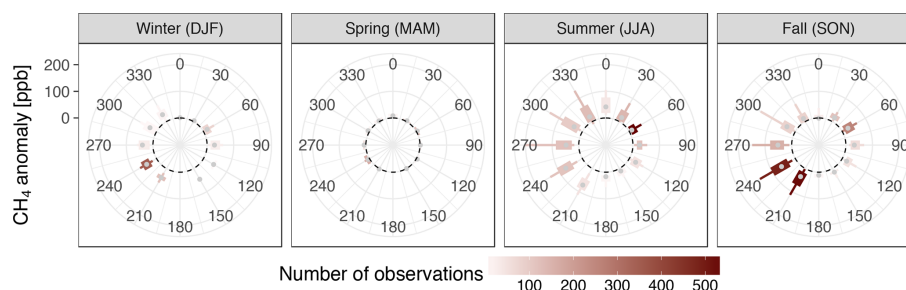 Winter (DJF) Spring (MAM) Summer (JJA) Fall (SON)
CH4 anomaly [ppb]
200
100
0
0 30 60 90 120 150 180 210 240 270 300 330
0 30 60 90 120 150 180 210 240 270 300 330
0 30 60 90 120 150 180 210 240 270 300 330
0 30 60 90 120 150 180 210 240 270 300 330
Number of observations
100 200 300 400 500